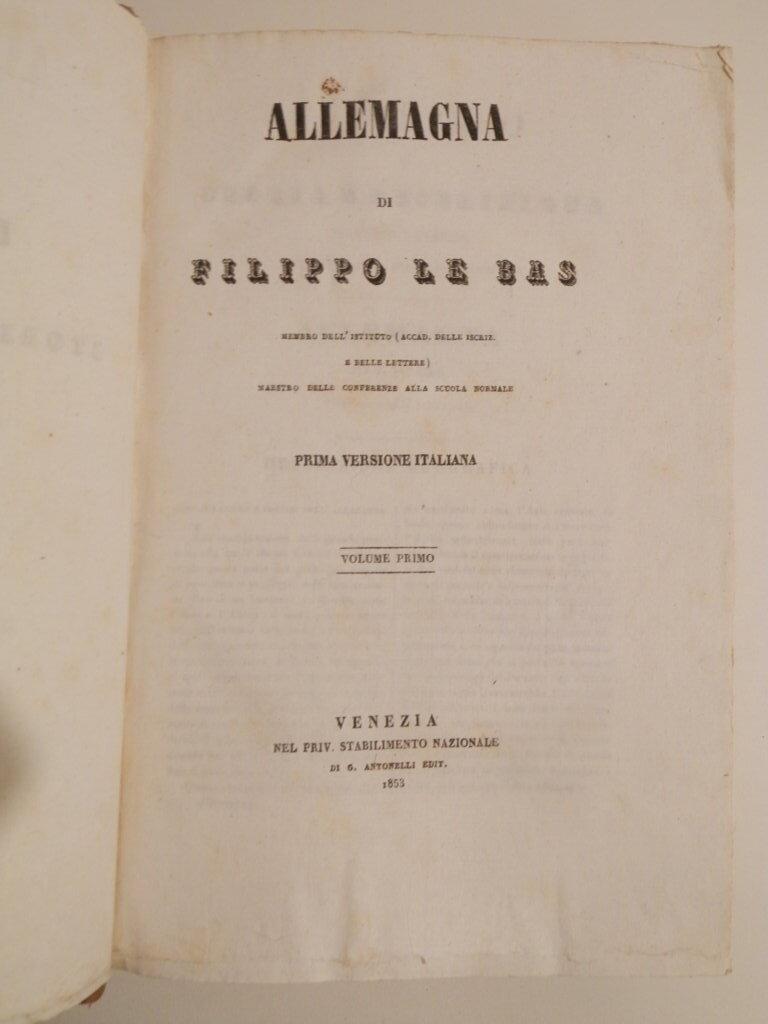 ALLEMAGNA
DI
FILIPPO LE BAS
MEMBRO DELL'ISTITUTO (ACCAD. DELLE ISCRIZ.
E BELLE LETTERE)
MAESTRO DELLE CONFERENZE ALLA SCUOLA NORMALE
PRIMA VERSIONE ITALIANA
VOLUME PRIMO
VENEZIA
NEL PRIV. STABILIMENTO NAZIONALE
DI G. ANTONELLI EDIT.
1853